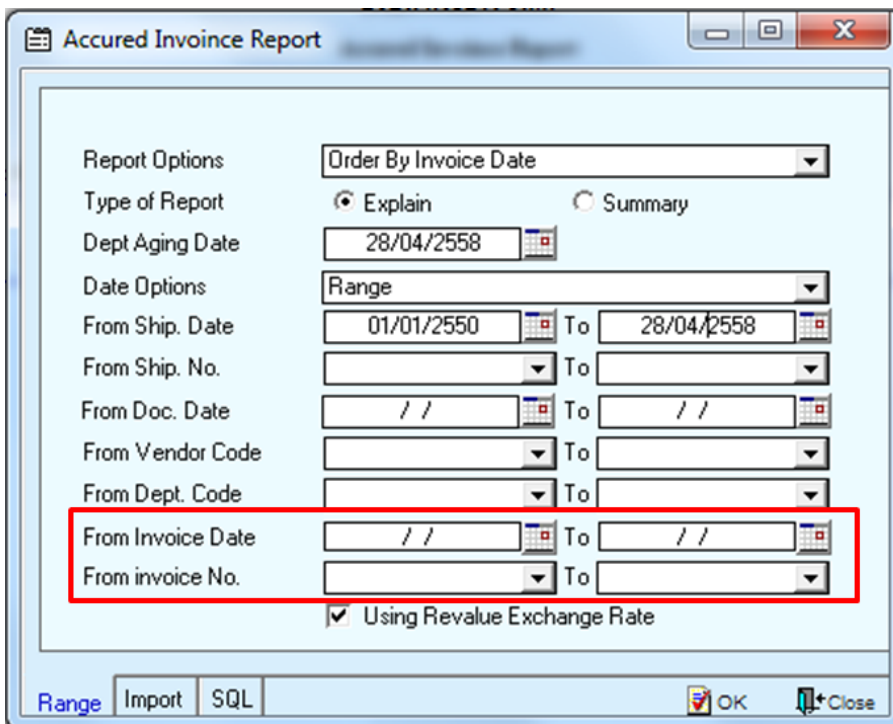 Accured Invoince Report
Report Options Order By Invoice Date
Type of Report Explain Summary
Dept Aging Date 28/04/2558
Date Options Range
From Ship. Date 01/01/2550 To 28/04/2558
From Ship. No. To
From Doc. Date / / To / /
From Vendor Code To
From Dept. Code To
From Invoice Date / / To / /
From invoice No. To
Using Revalue Exchange Rate
Range Import SQL OK Close